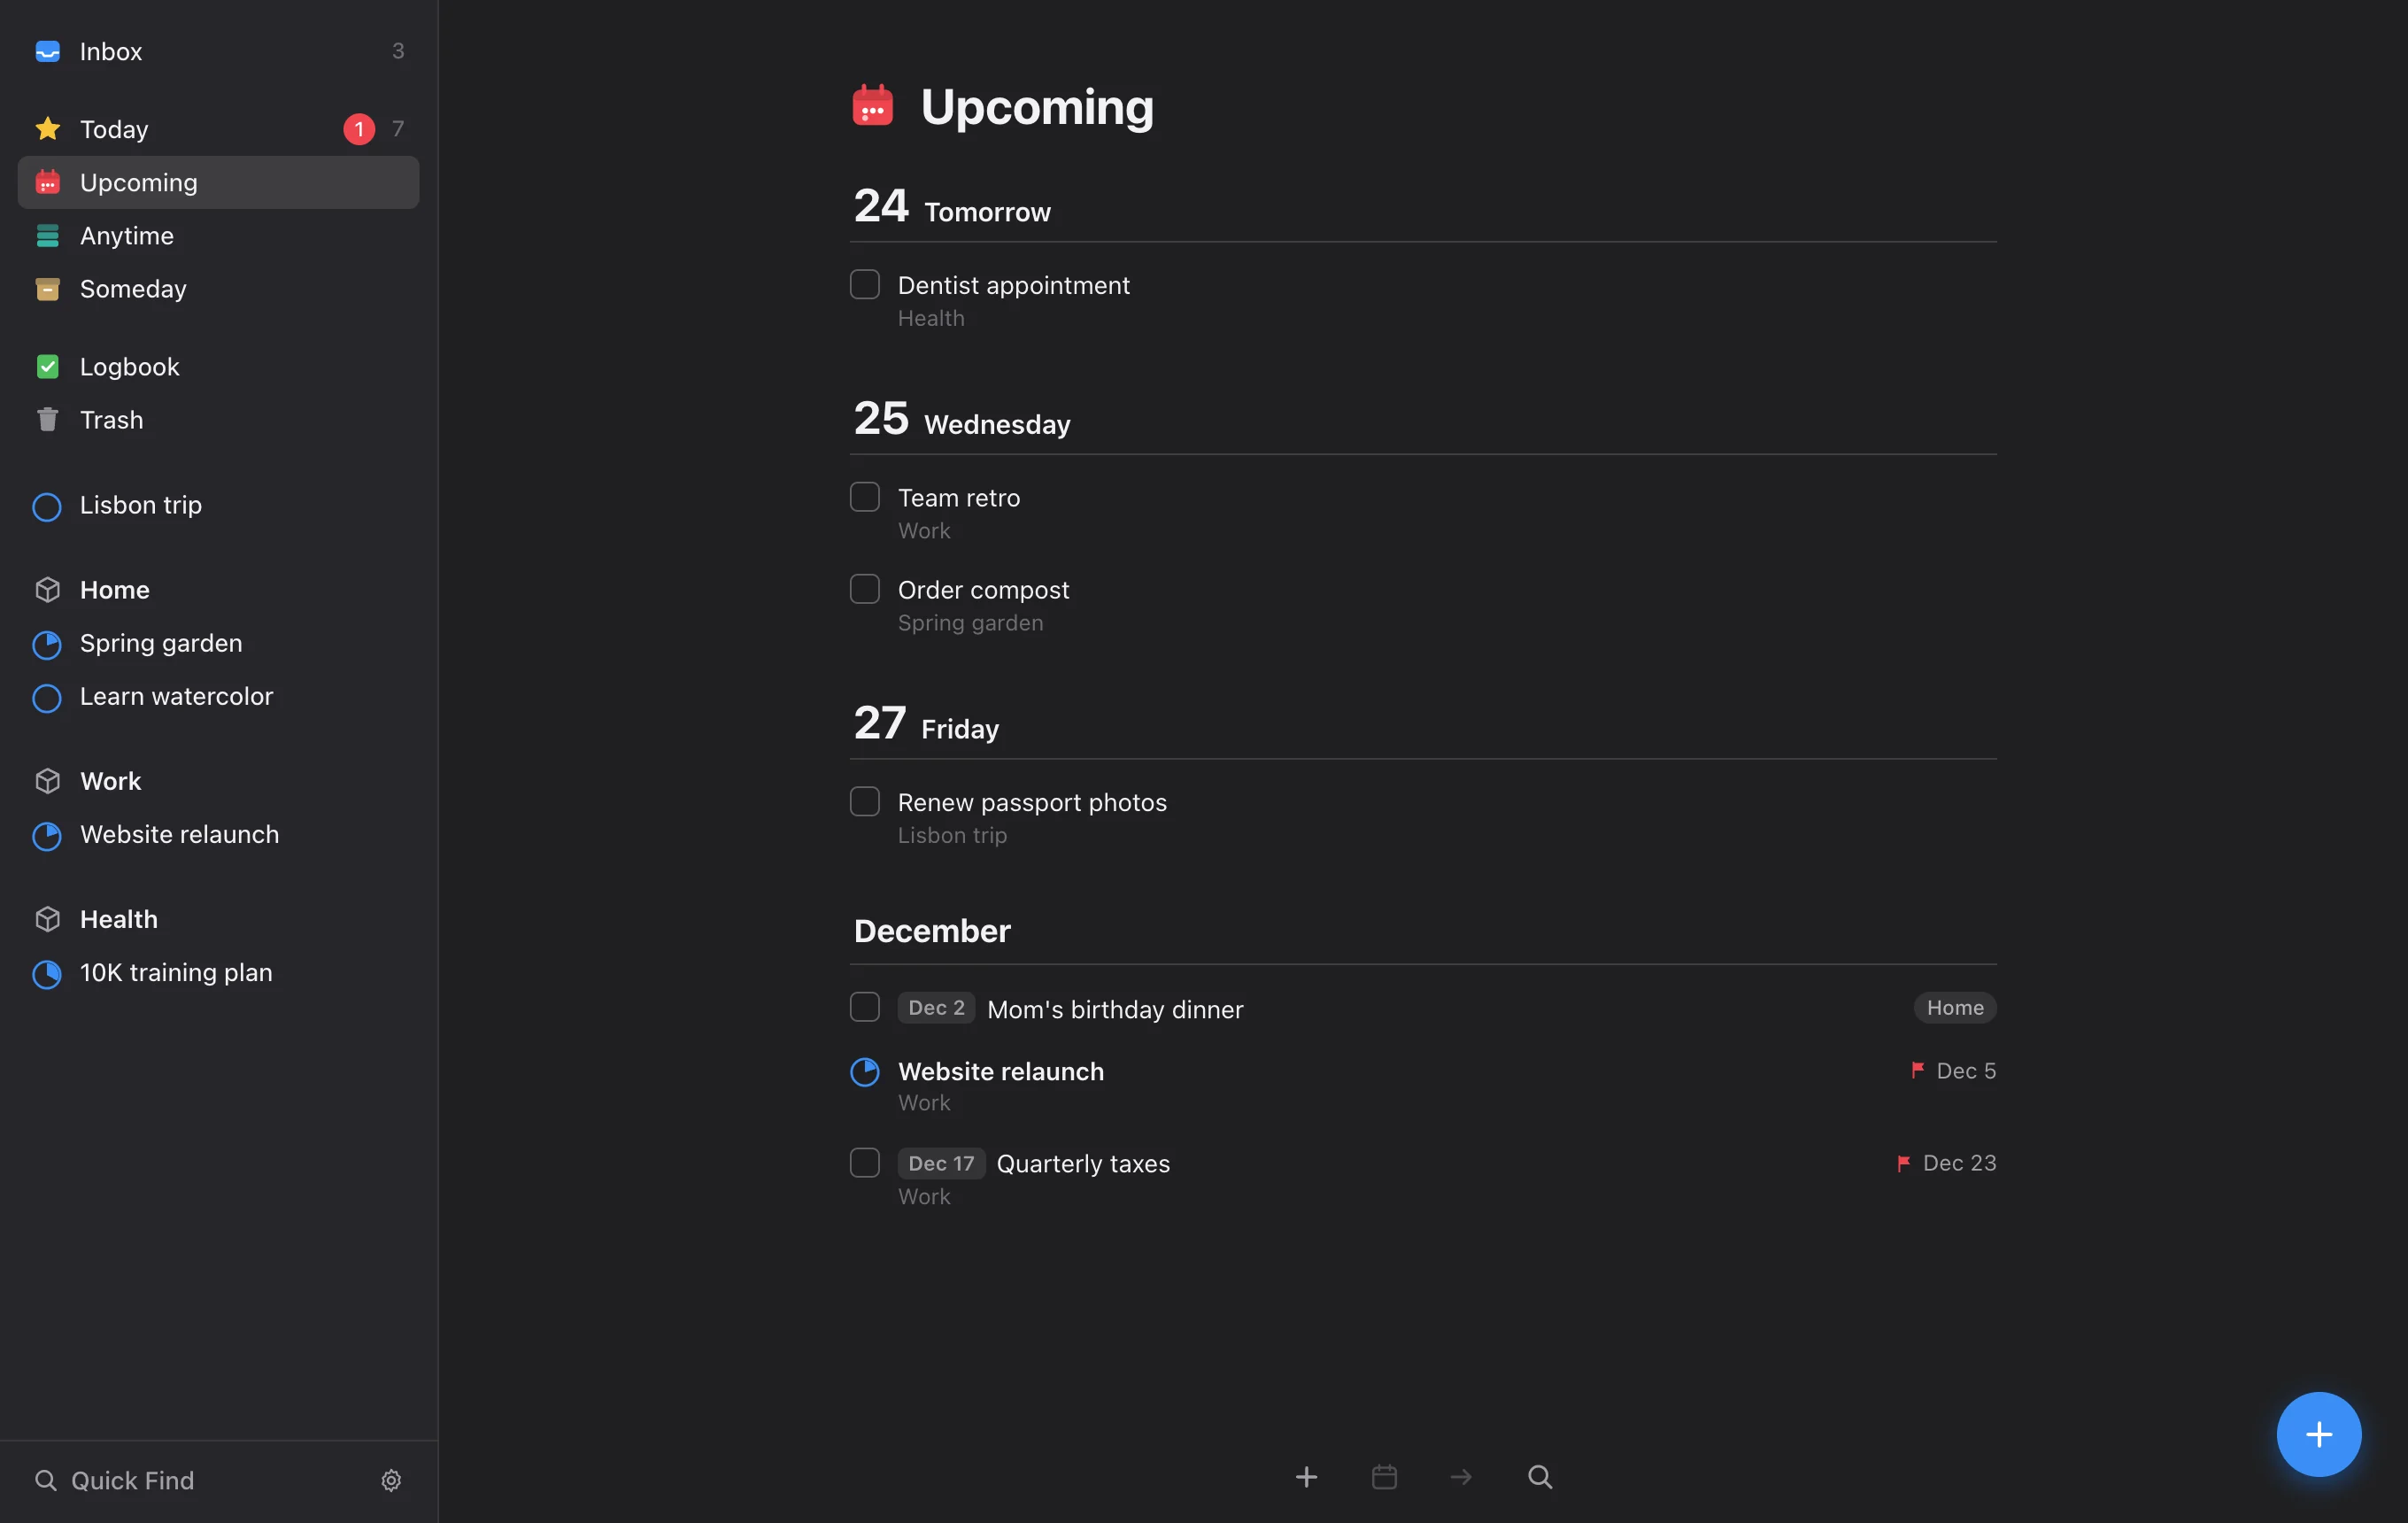 Inbox 3
Today 1 7
Upcoming
Anytime
Someday
Logbook
Trash
Lisbon trip
Home
Spring garden
Learn watercolor
Work
Website relaunch
Health
10K training plan
Quick Find
Upcoming
24 Tomorrow
Dentist appointment
Health
25 Wednesday
Team retro
Work
Order compost
Spring garden
27 Friday
Renew passport photos
Lisbon trip
December
Dec 2 Mom's birthday dinner Home
Website relaunch Dec 5
Work
Dec 17 Quarterly taxes Dec 23
Work